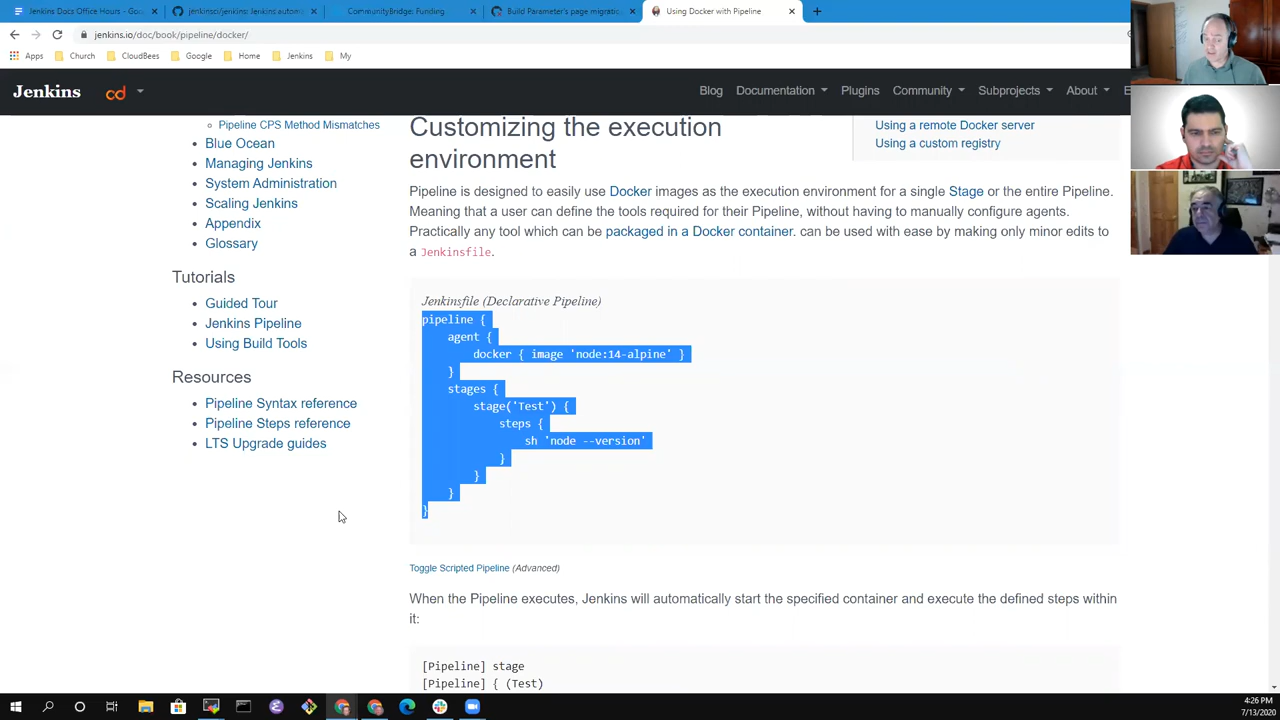 Jenkins Docs Office Hours - Goo
jenkinsci/jenkins: Jenkins autom
CommunityBridge: Funding
Build Parameter's page migratio
Using Docker with Pipeline
jenkins.io/doc/book/pipeline/docker/
Apps Church CloudBees Google Home Jenkins My
Jenkins cd Blog Documentation Plugins Community Subprojects About E
Pipeline CPS Method Mismatches
Blue Ocean
Managing Jenkins
System Administration
Scaling Jenkins
Appendix
Glossary
Tutorials
Guided Tour
Jenkins Pipeline
Using Build Tools
Resources
Pipeline Syntax reference
Pipeline Steps reference
LTS Upgrade guides
Customizing the execution
environment
Using a remote Docker server
Using a custom registry
Pipeline is designed to easily use Docker images as the execution environment for a single Stage or the entire Pipeline.
Meaning that a user can define the tools required for their Pipeline, without having to manually configure agents.
Practically any tool which can be packaged in a Docker container. can be used with ease by making only minor edits to
a Jenkinsfile.
Jenkinsfile (Declarative Pipeline)
pipeline {
agent {
docker { image 'node:14-alpine' }
}
stages {
stage('Test') {
steps {
sh 'node --version'
}
}
}
}
Toggle Scripted Pipeline (Advanced)
When the Pipeline executes, Jenkins will automatically start the specified container and execute the defined steps within
it:
[Pipeline] stage
[Pipeline] { (Test)
4:26 PM
7/13/2020